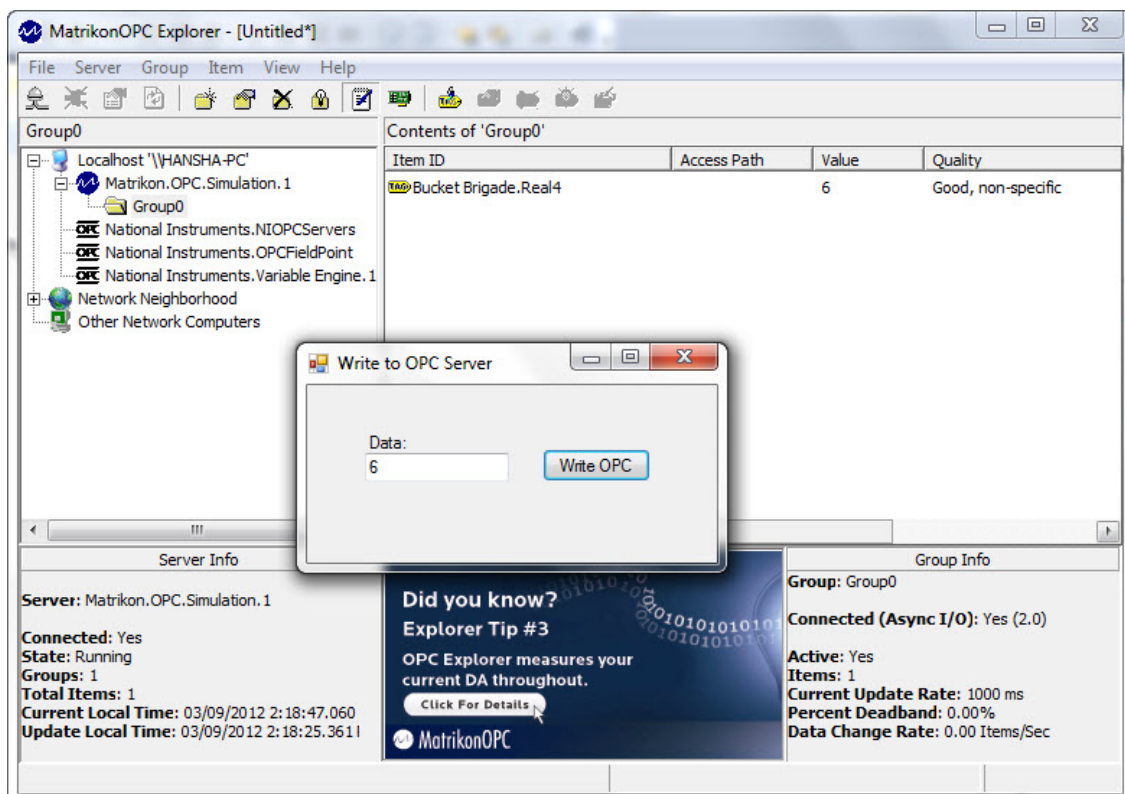 MatrikonOPC Explorer - [Untitled*]
File Server Group Item View Help
Group0
Contents of 'Group0'
Localhost '\\HANSHA-PC'
Matrikon.OPC.Simulation.1
Group0
OPC National Instruments.NIOPCServers
OPC National Instruments.OPCFieldPoint
OPC National Instruments.Variable Engine.1
Network Neighborhood
Other Network Computers
Item ID Access Path Value Quality
TAG Bucket Brigade.Real4 6 Good, non-specific
Write to OPC Server
Data:
6
Write OPC
Server Info
Server: Matrikon.OPC.Simulation.1
Connected: Yes
State: Running
Groups: 1
Total Items: 1
Current Local Time: 03/09/2012 2:18:47.060
Update Local Time: 03/09/2012 2:18:25.361
Did you know?
Explorer Tip #3
OPC Explorer measures your
current DA throughout.
Click For Details
MatrikonOPC
Group Info
Group: Group0
Connected (Async I/O): Yes (2.0)
Active: Yes
Items: 1
Current Update Rate: 1000 ms
Percent Deadband: 0.00%
Data Change Rate: 0.00 Items/Sec